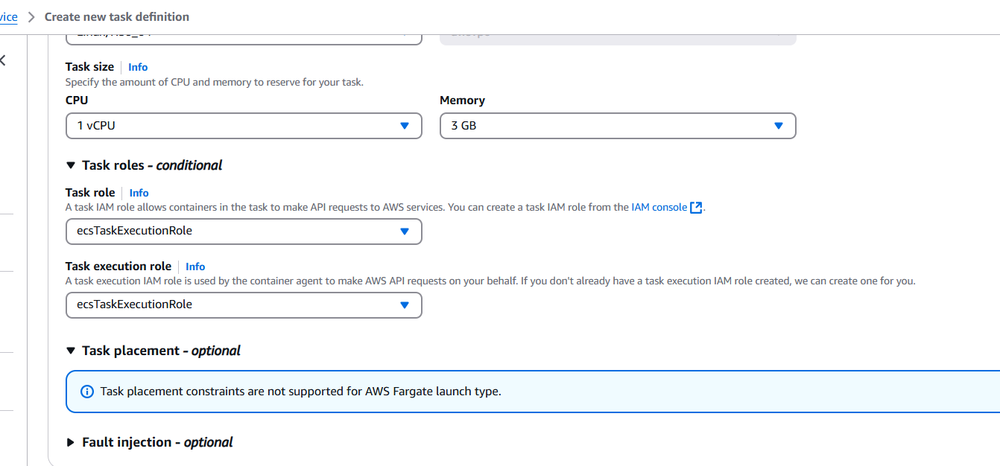 vice > Create new task definition
Task size Info
Specify the amount of CPU and memory to reserve for your task.
CPU Memory
1 vCPU 3 GB
Task roles - conditional
Task role Info
A task IAM role allows containers in the task to make API requests to AWS services. You can create a task IAM role from the IAM console.
ecsTaskExecutionRole
Task execution role Info
A task execution IAM role is used by the container agent to make AWS API requests on your behalf. If you don't already have a task execution IAM role created, we can create one for you.
ecsTaskExecutionRole
Task placement - optional
Task placement constraints are not supported for AWS Fargate launch type.
Fault injection - optional